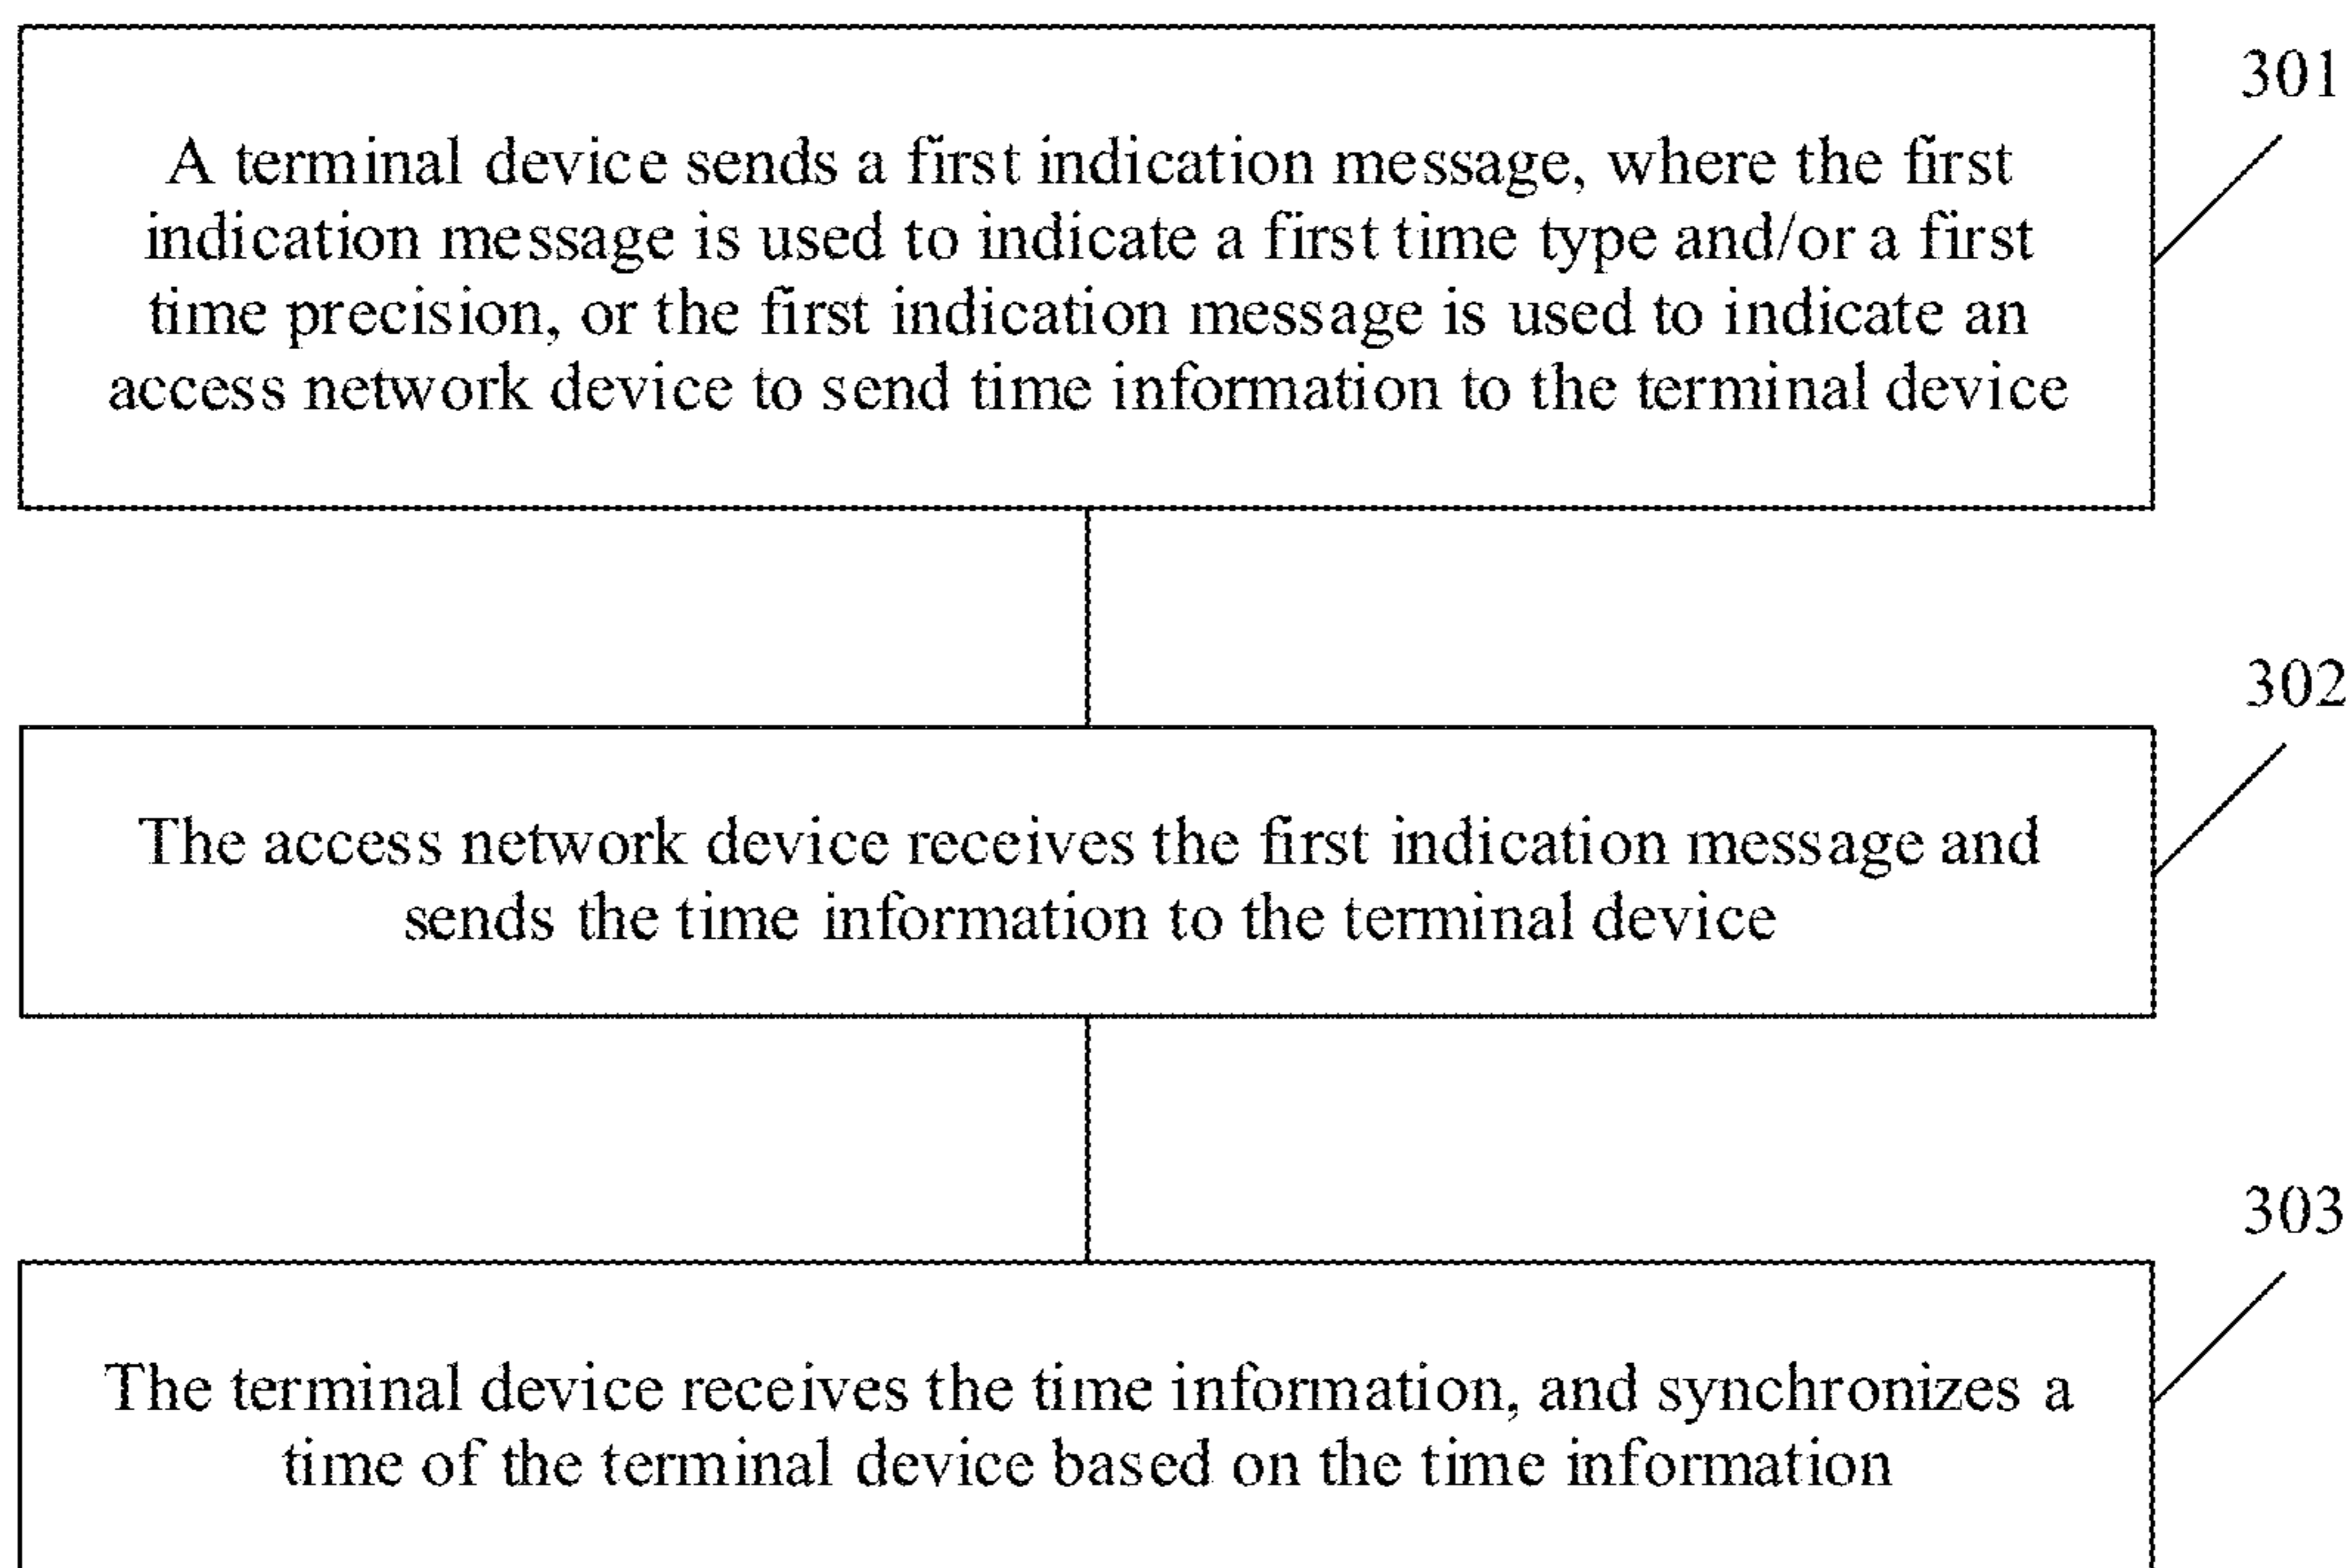 301
A terminal device sends a first indication message, where the first
indication message is used to indicate a first time type and/or a first
time precision, or the first indication message is used to indicate an
access network device to send time information to the terminal device
302
The access network device receives the first indication message and
sends the time information to the terminal device
303
The terminal device receives the time information, and synchronizes a
time of the terminal device based on the time information